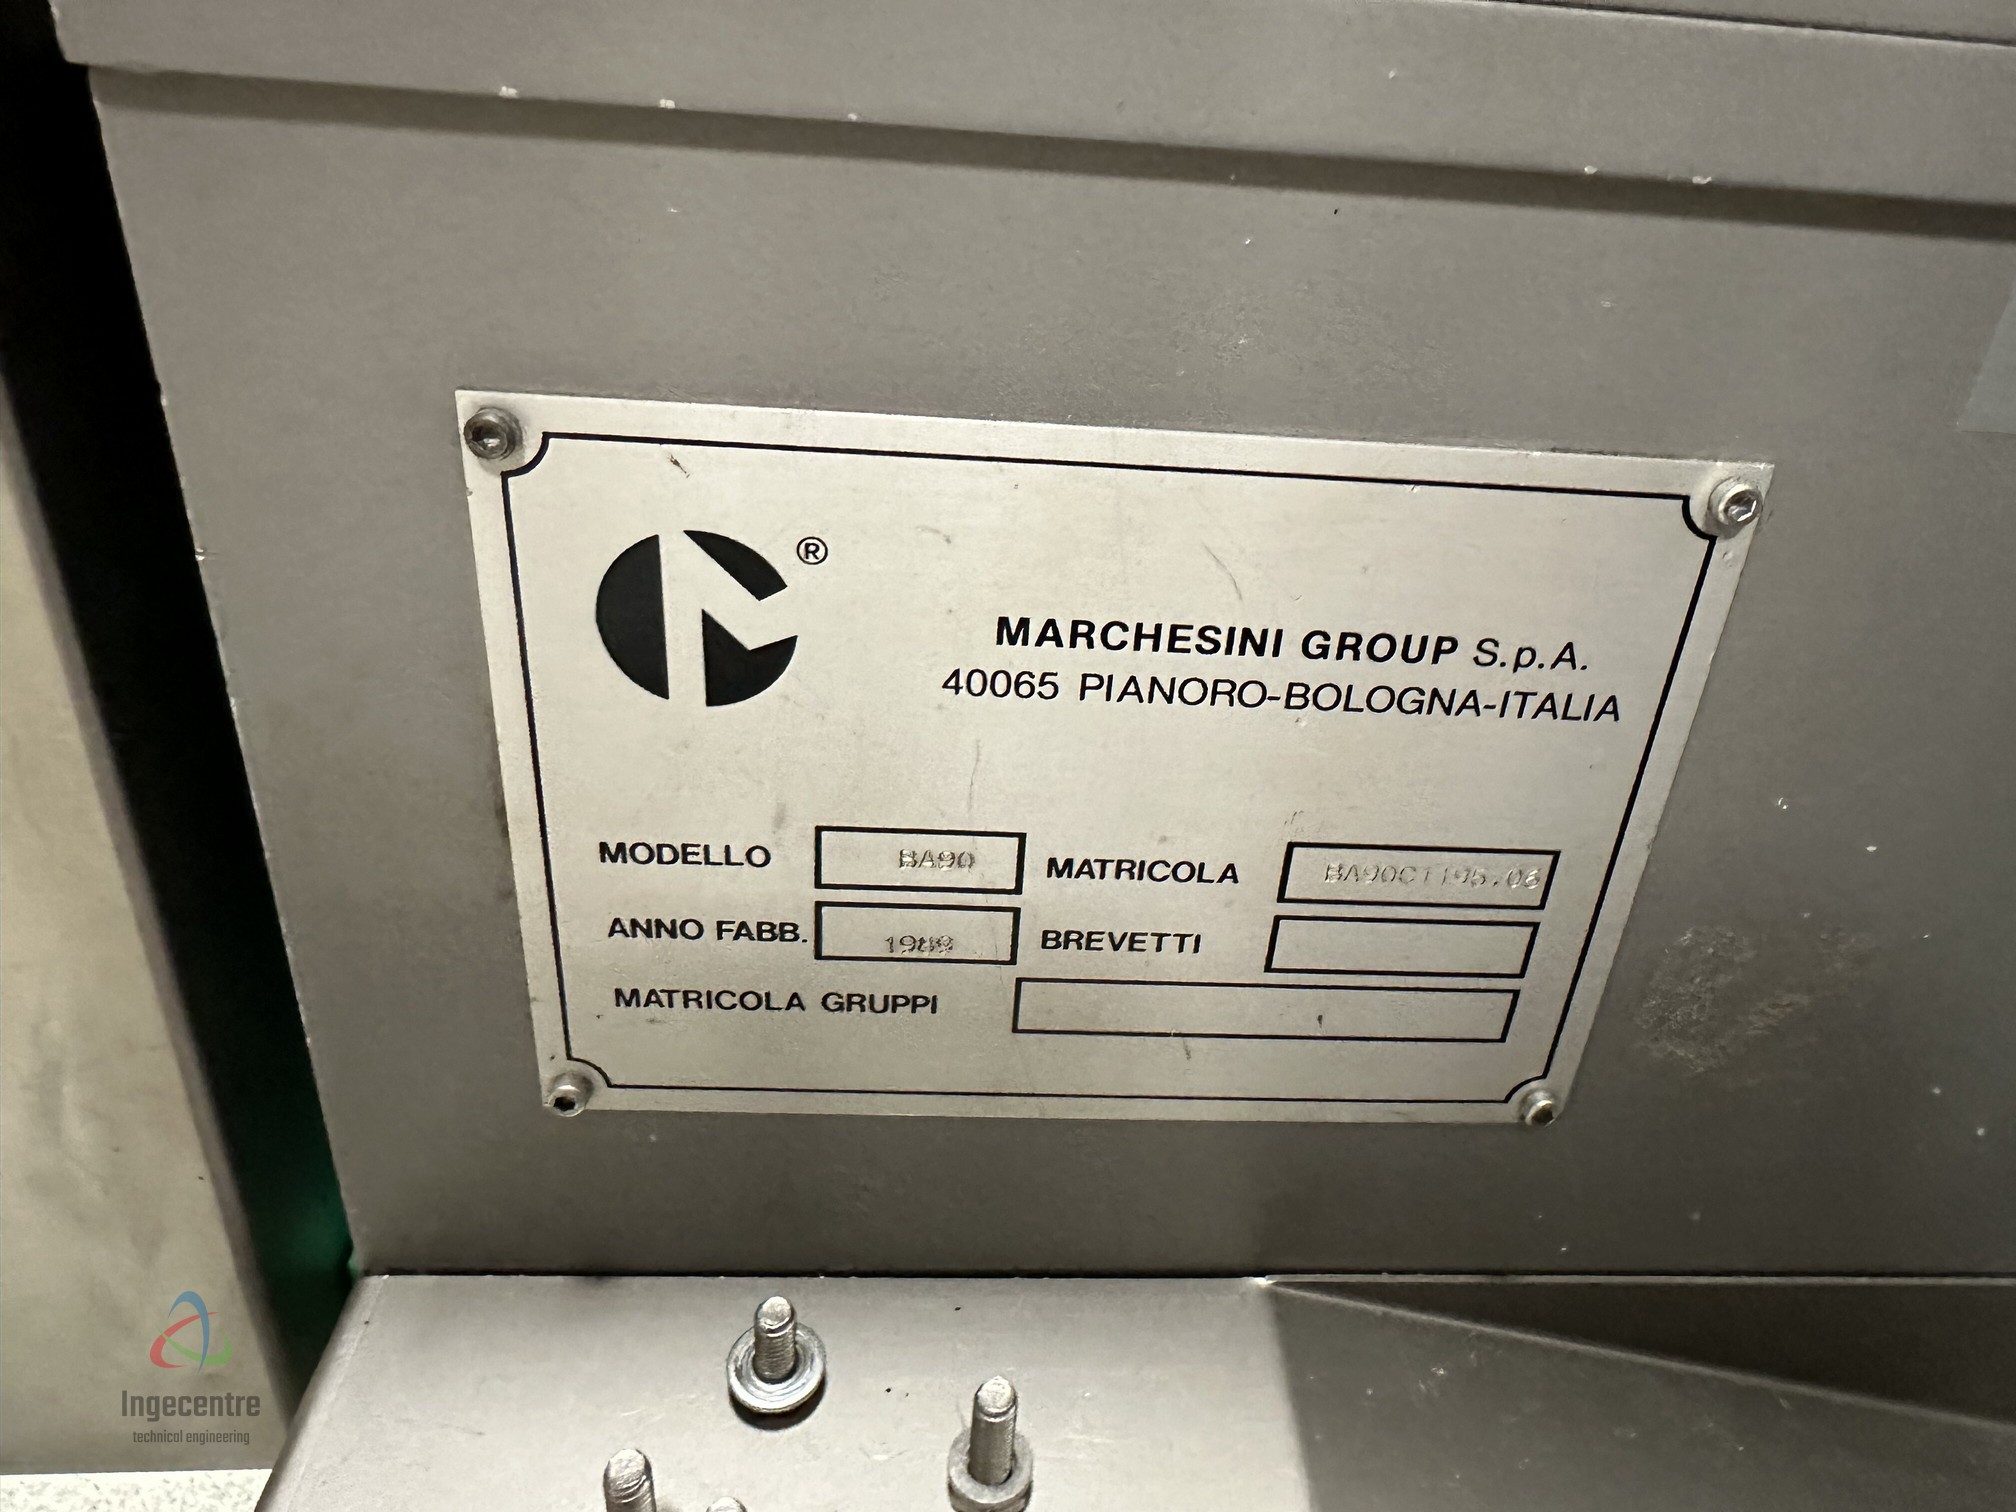 ®
MARCHESINI GROUP S.p.A.
40065 PIANORO-BOLOGNA-ITALIA
MODELLO BA90 MATRICOLA
ANNO FABB. BREVETTI
MATRICOLA GRUPPI
Ingecentre
technical engineering